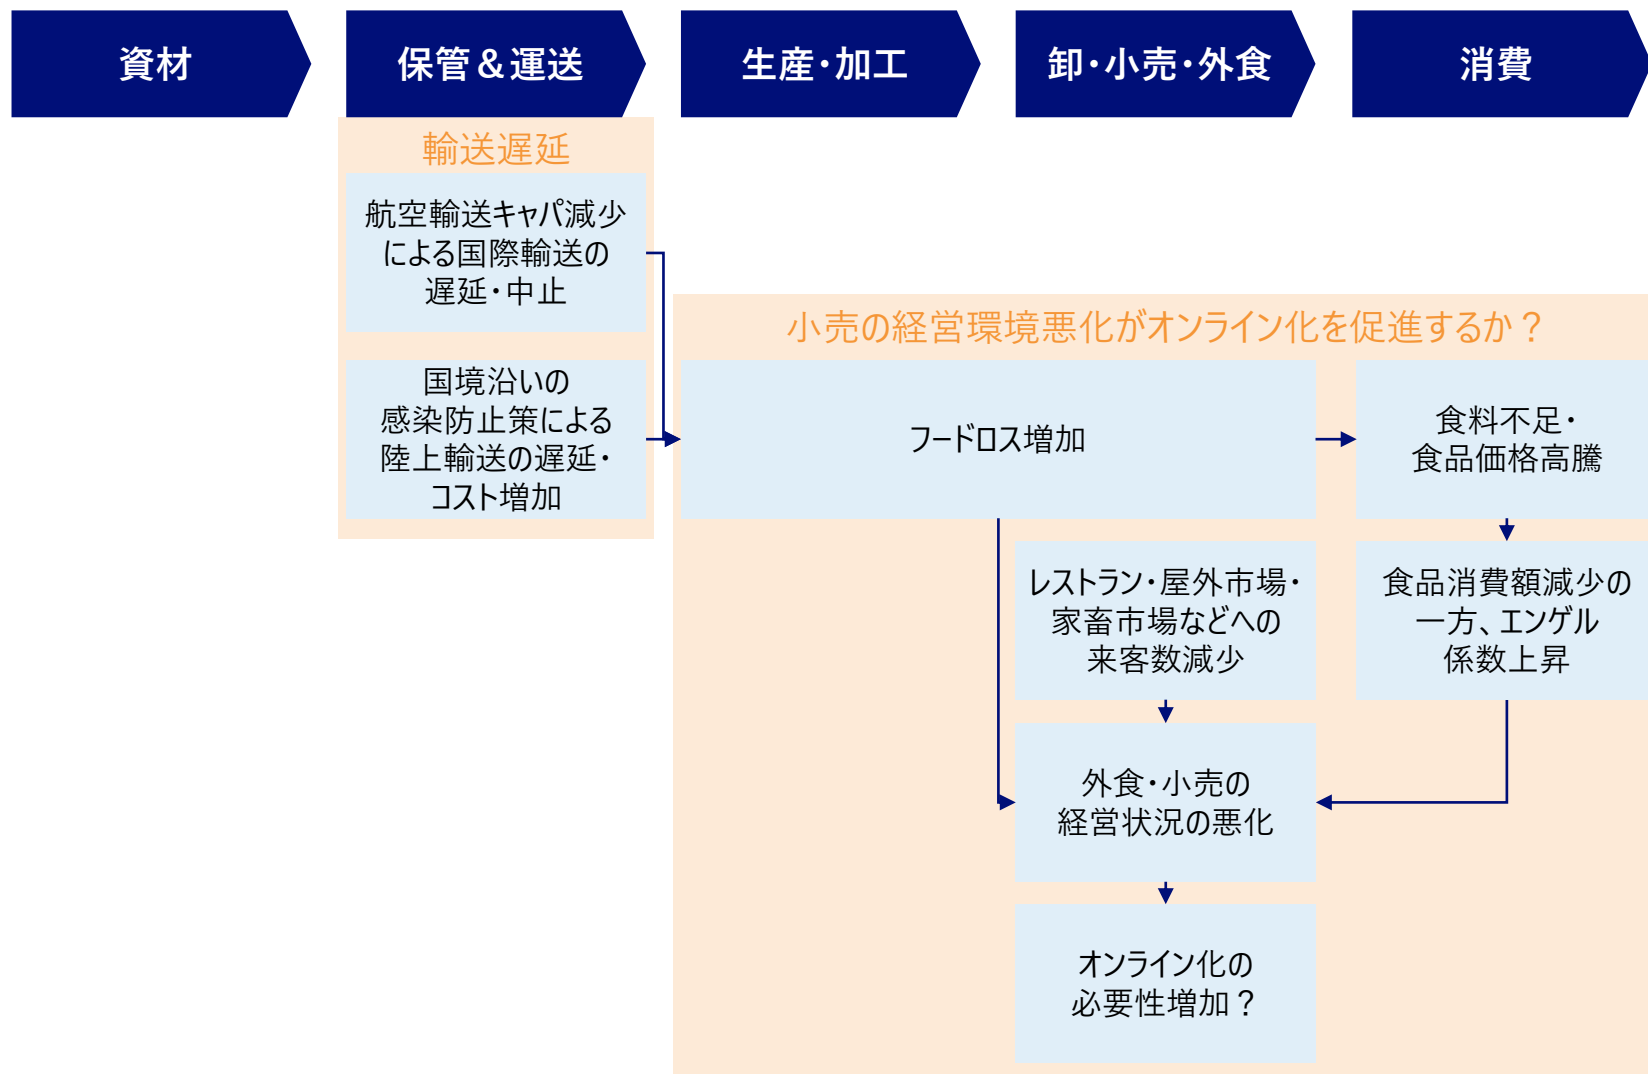 資材
保管＆運送
生産・加工
卸・小売・外食
消費
輸送遅延
航空輸送キャパ減少
による国際輸送の
遅延・中止
国境沿いの
感染防止策による
陸上輸送の遅延・
コスト増加
小売の経営環境悪化がオンライン化を促進するか？
フードロス増加
食料不足・
食品価格高騰
レストラン・屋外市場・
家畜市場などへの
来客数減少
食品消費額減少の
一方、エンゲル
係数上昇
外食・小売の
経営状況の悪化
オンライン化の
必要性増加？